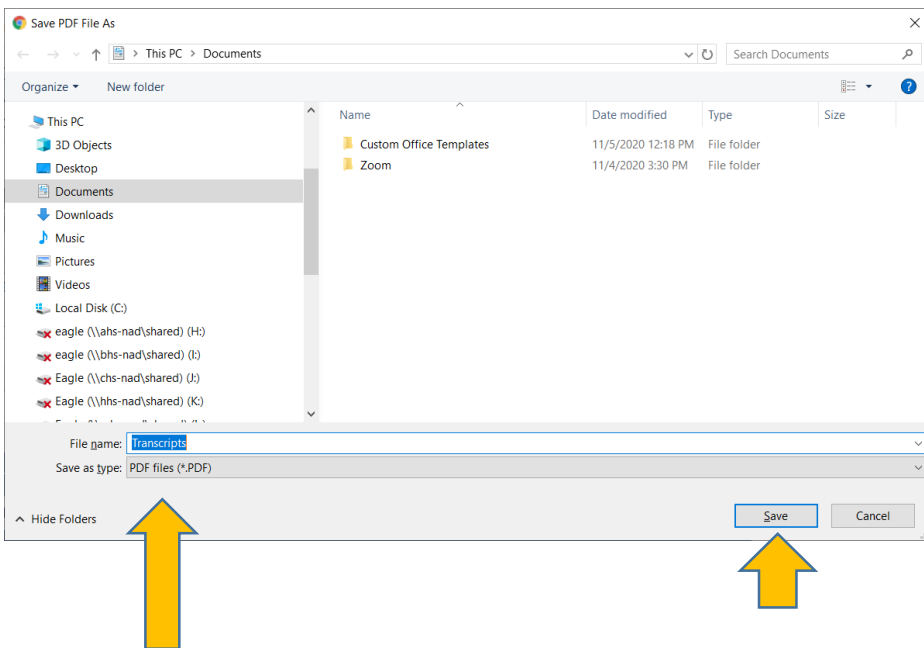 Save PDF File As
This PC > Documents
Search Documents
Organize
New folder
?
Name Date modified Type Size
This PC
3D Objects
Desktop
Documents
Downloads
Music
Pictures
Videos
Local Disk (C:)
eagle (\\ahs-nad\shared) (H:)
eagle (\\bhs-nad\shared) (I:)
Eagle (\\chs-nad\shared) (J:)
Eagle (\\hhs-nad\shared) (K:)
Custom Office Templates 11/5/2020 12:18 PM File folder
Zoom 11/4/2020 3:30 PM File folder
File name: Transcripts
Save as type: PDF files (*.PDF)
Hide Folders
Save
Cancel